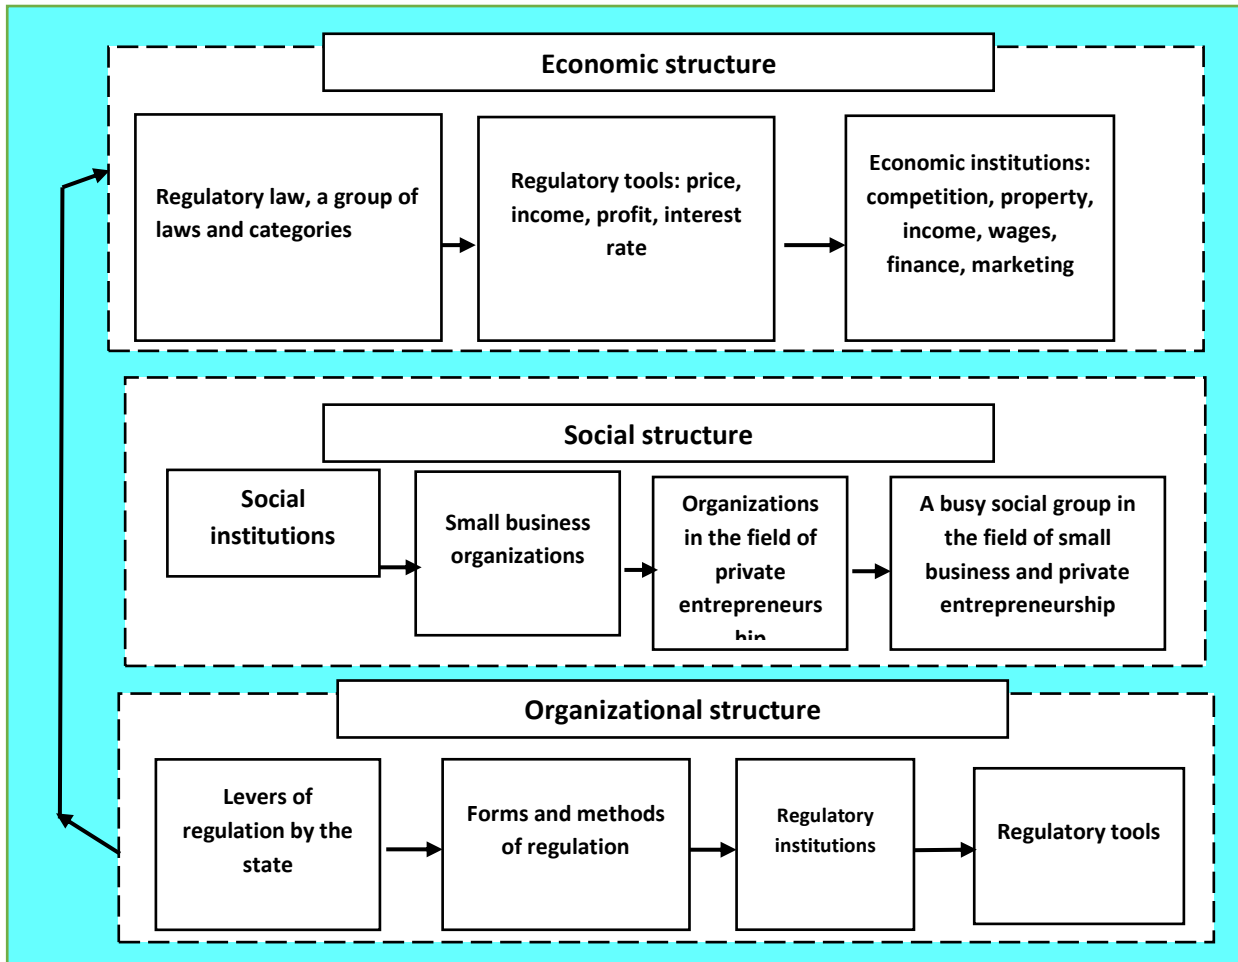 Economic structure
Regulatory law, a group of
laws and categories
Regulatory tools: price,
income, profit, interest
rate
Economic institutions:
competition, property,
income, wages,
finance, marketing
Social structure
Social
institutions
Small business
organizations
Organizations
in the field of
private
entrepreneurs
hip
A busy social group in
the field of small
business and private
entrepreneurship
Organizational structure
Levers of
regulation by the
state
Forms and methods
of regulation
Regulatory
institutions
Regulatory tools